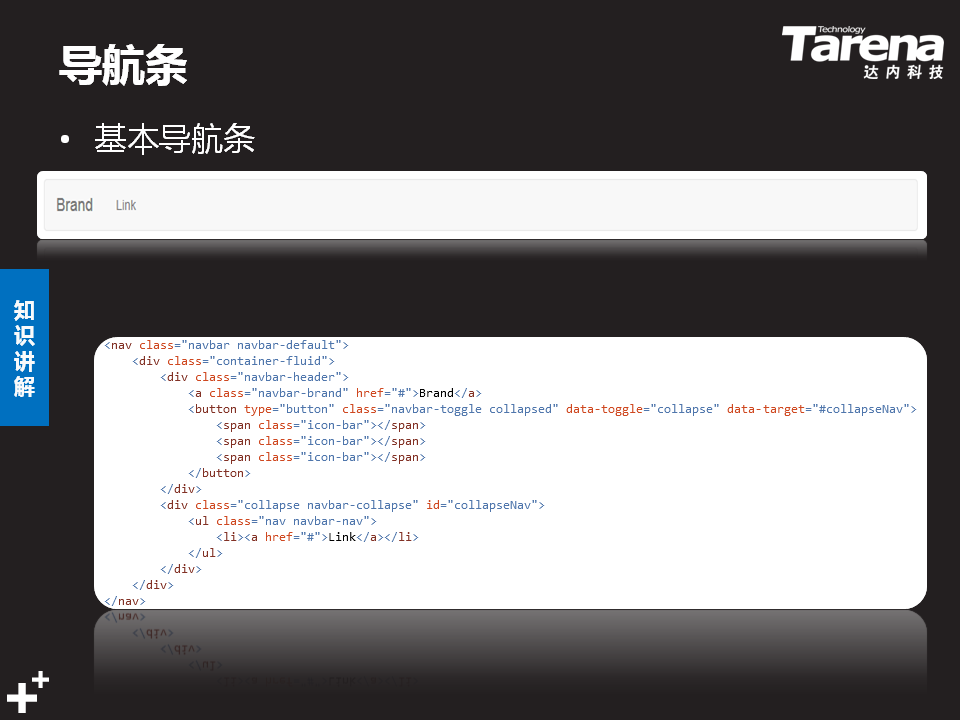 导航条
Technology
Tarena
达内科技
• 基本导航条
Brand Link
知识讲解
<nav class="navbar navbar-default">
    <div class="container-fluid">
        <div class="navbar-header">
            <a class="navbar-brand" href="#">Brand</a>
            <button type="button" class="navbar-toggle collapsed" data-toggle="collapse" data-target="#collapseNav">
                <span class="icon-bar"></span>
                <span class="icon-bar"></span>
                <span class="icon-bar"></span>
            </button>
        </div>
        <div class="collapse navbar-collapse" id="collapseNav">
            <ul class="nav navbar-nav">
                <li><a href="#">Link</a></li>
            </ul>
        </div>
    </div>
</nav>